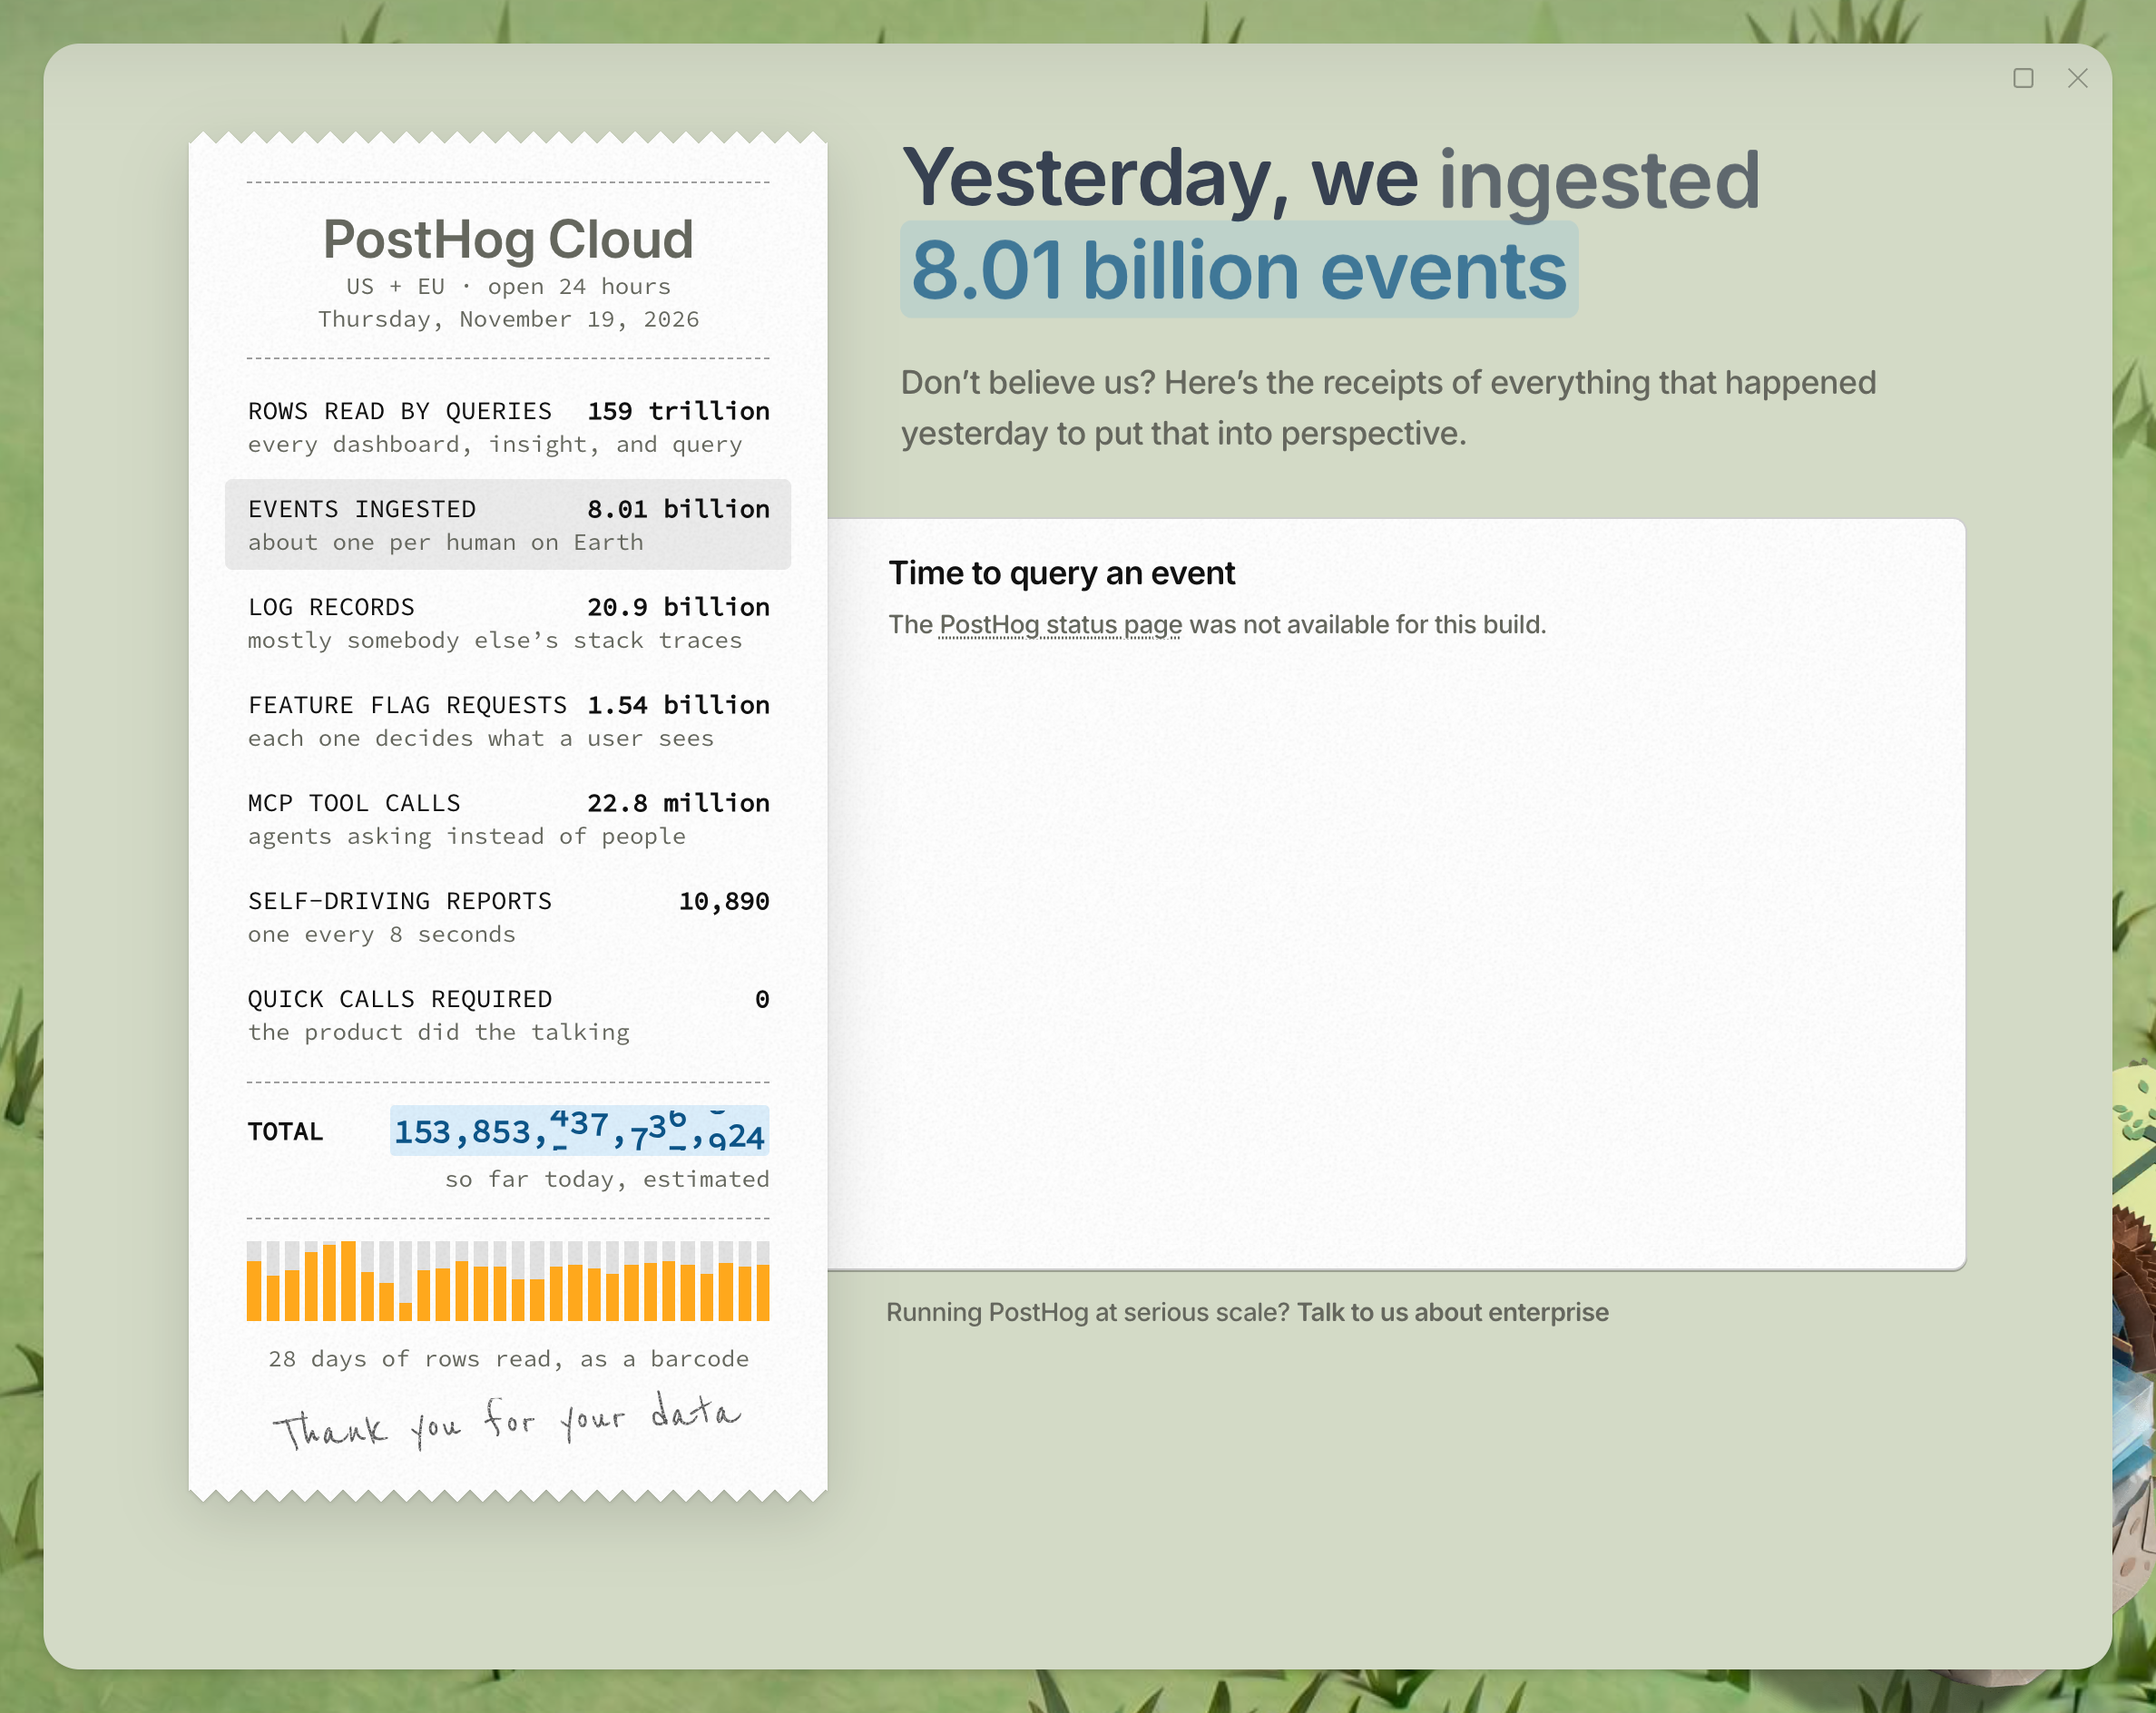 PostHog Cloud
US + EU · open 24 hours
Thursday, November 19, 2026
ROWS READ BY QUERIES 159 trillion
every dashboard, insight, and query
EVENTS INGESTED 8.01 billion
about one per human on Earth
LOG RECORDS 20.9 billion
mostly somebody else’s stack traces
FEATURE FLAG REQUESTS 1.54 billion
each one decides what a user sees
MCP TOOL CALLS 22.8 million
agents asking instead of people
SELF-DRIVING REPORTS 10,890
one every 8 seconds
QUICK CALLS REQUIRED 0
the product did the talking
TOTAL
so far today, estimated
28 days of rows read, as a barcode
Thank you for your data
Yesterday, we ingested
8.01 billion events
Don’t believe us? Here’s the receipts of everything that happened
yesterday to put that into perspective.
Time to query an event
The PostHog status page was not available for this build.
Running PostHog at serious scale? Talk to us about enterprise